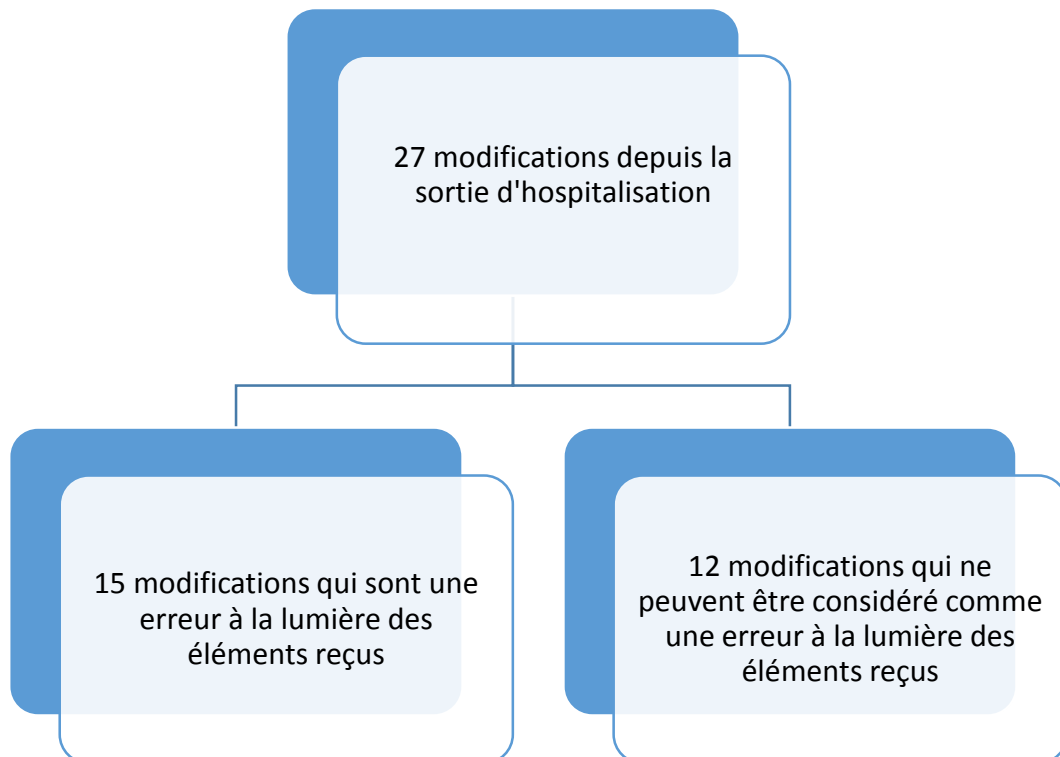 27 modifications depuis la
sortie d'hospitalisation
15 modifications qui sont une
erreur à la lumière des
éléments reçus
12 modifications qui ne
peuvent être considéré comme
une erreur à la lumière des
éléments reçus